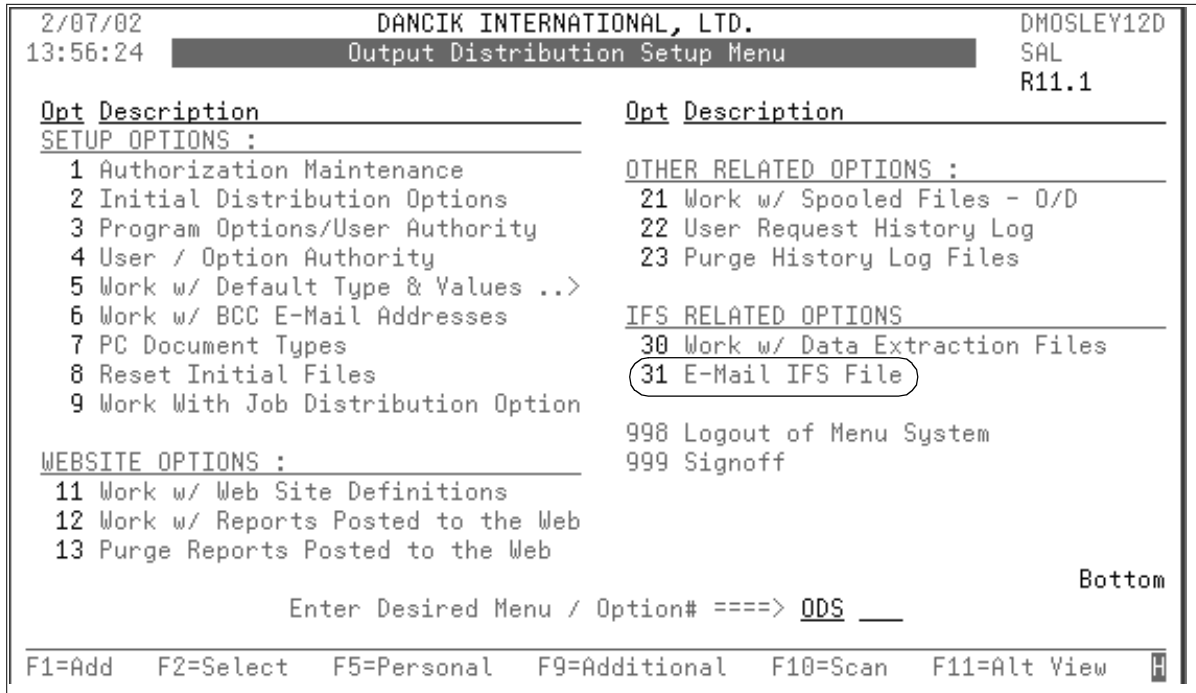 2/07/02 DANCIK INTERNATIONAL, LTD. DMOSLEY12D
13:56:24 Output Distribution Setup Menu SAL
R11.1
Opt Description Opt Description
SETUP OPTIONS :
1 Authorization Maintenance OTHER RELATED OPTIONS :
2 Initial Distribution Options 21 Work w/ Spooled Files - O/D
3 Program Options/User Authority 22 User Request History Log
4 User / Option Authority 23 Purge History Log Files
5 Work w/ Default Type & Values ..>
6 Work w/ BCC E-Mail Addresses IFS RELATED OPTIONS
7 PC Document Types 30 Work w/ Data Extraction Files
8 Reset Initial Files 31 E-Mail IFS File
9 Work With Job Distribution Option
998 Logout of Menu System
WEBSITE OPTIONS : 999 Signoff
11 Work w/ Web Site Definitions
12 Work w/ Reports Posted to the Web
13 Purge Reports Posted to the Web
Bottom
Enter Desired Menu / Option# ====> ODS ___
F1=Add F2=Select F5=Personal F9=Additional F10=Scan F11=Alt View H